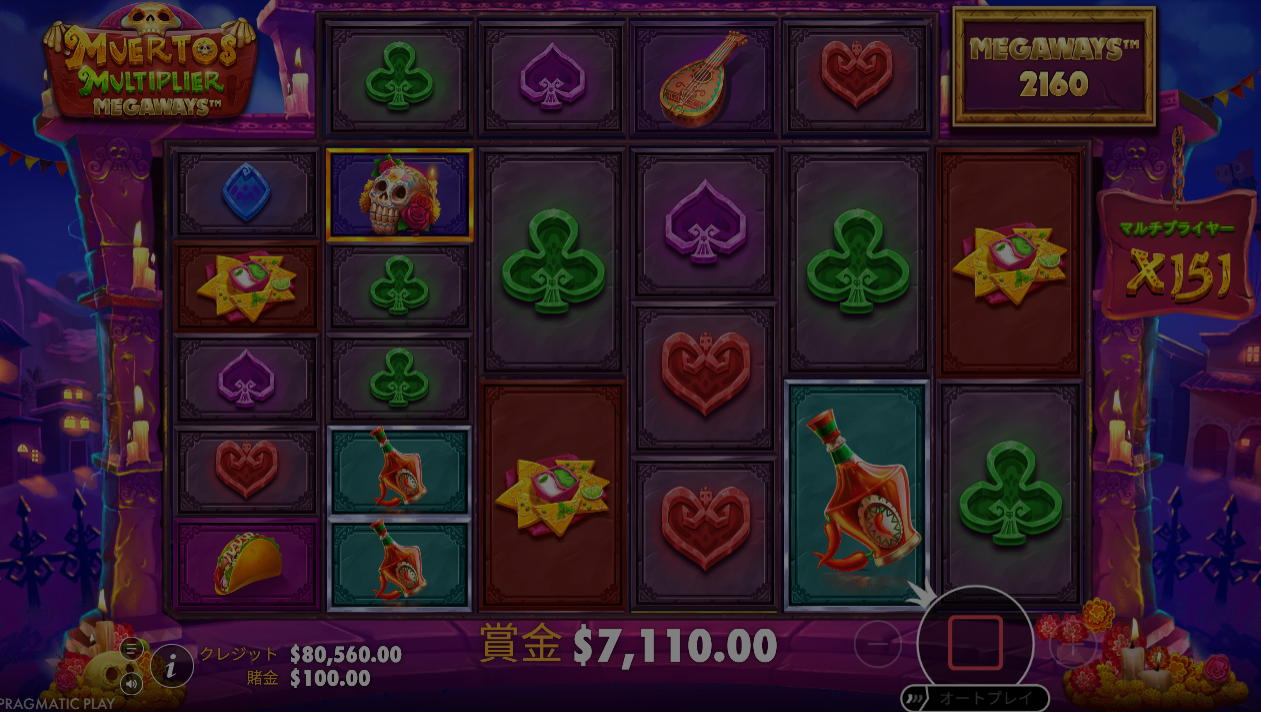 MUERTOS
MULTIPLIER
MEGAWAYS™
MEGAWAYS™
2160
マルチプライヤー
X151
クレジット $80,560.00
賭金 $100.00
賞金 $7,110.00
オートプレイ
PRAGMATIC PLAY